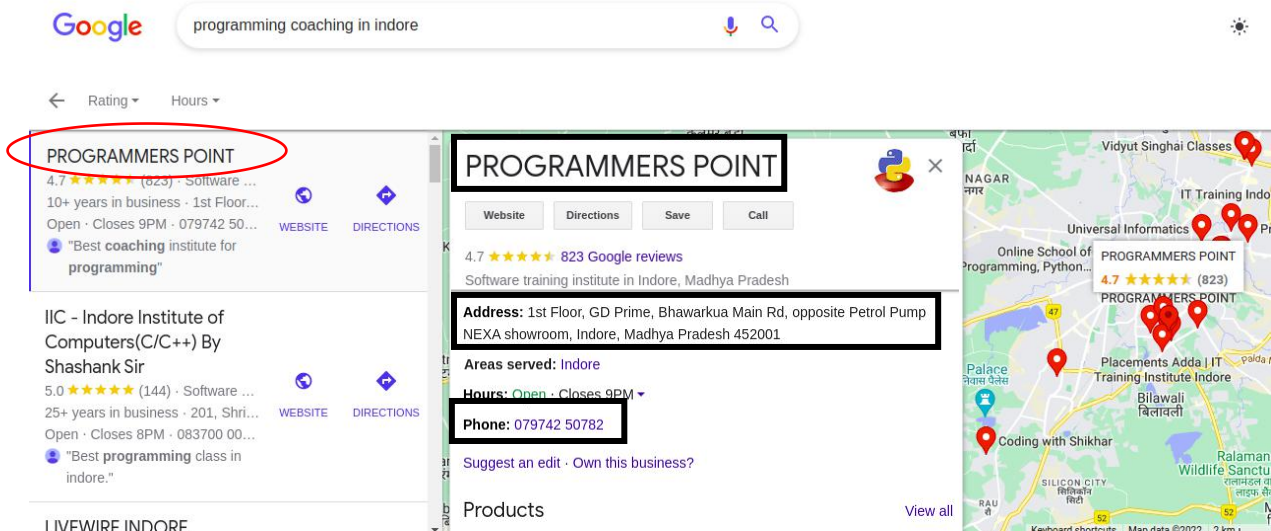 Google
programming coaching in indore
Rating
Hours
PROGRAMMERS POINT
4.7 (823) · Software ...
10+ years in business · 1st Floor...
Open · Closes 9PM · 079742 50...
"Best coaching institute for
programming"
WEBSITE
DIRECTIONS
IIC - Indore Institute of
Computers(C/C++) By
Shashank Sir
5.0 (144) · Software ...
25+ years in business · 201, Shri...
Open · Closes 8PM · 083700 00...
"Best programming class in
indore."
WEBSITE
DIRECTIONS
LIVEWIRE INDORE
PROGRAMMERS POINT
Website
Directions
Save
Call
4.7 823 Google reviews
Software training institute in Indore, Madhya Pradesh
Address: 1st Floor, GD Prime, Bhawarkua Main Rd, opposite Petrol Pump
NEXA showroom, Indore, Madhya Pradesh 452001
Areas served: Indore
Hours: Open · Closes 9PM
Phone: 079742 50782
Suggest an edit · Own this business?
Products
View all
Vidyut Singhai Classes
NAGAR
नगर
IT Training Indo
Universal Informatics
Online School of
Programming, Python...
PROGRAMMERS POINT
4.7 (823)
PROGRAMMERS POINT
47
Palace
Placements Adda | IT
Training Institute Indore
Bilawali
बिलावली
Coding with Shikhar
Ralaman
Wildlife Sanctu
SILICON CITY
सिलिकॉन
सिटी
RAU
52
52
Keyboard shortcuts
Map data ©2022
2 km